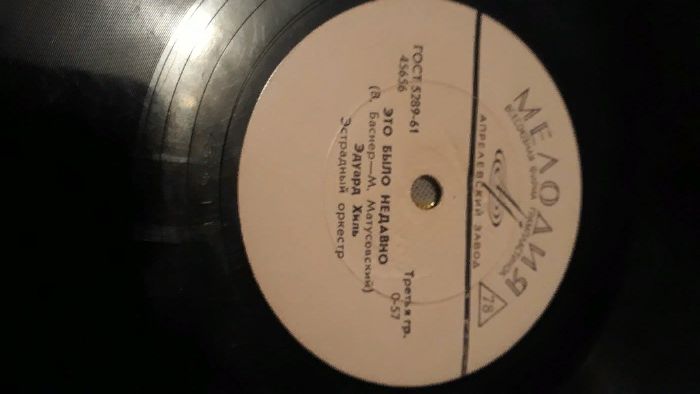 МЕЛОДИЯ
ВСЕСОЮЗНАЯ ФИРМА ГРАМПЛАСТИНОК
АПРЕЛЕВСКИЙ ЗАВОД
78
ГОСТ 5289-61
45656
Третья гр.
0-57
ЭТО БЫЛО НЕДАВНО
(В. Баснер—М. Матусовский)
Эдуард Хиль
Эстрадный оркестр